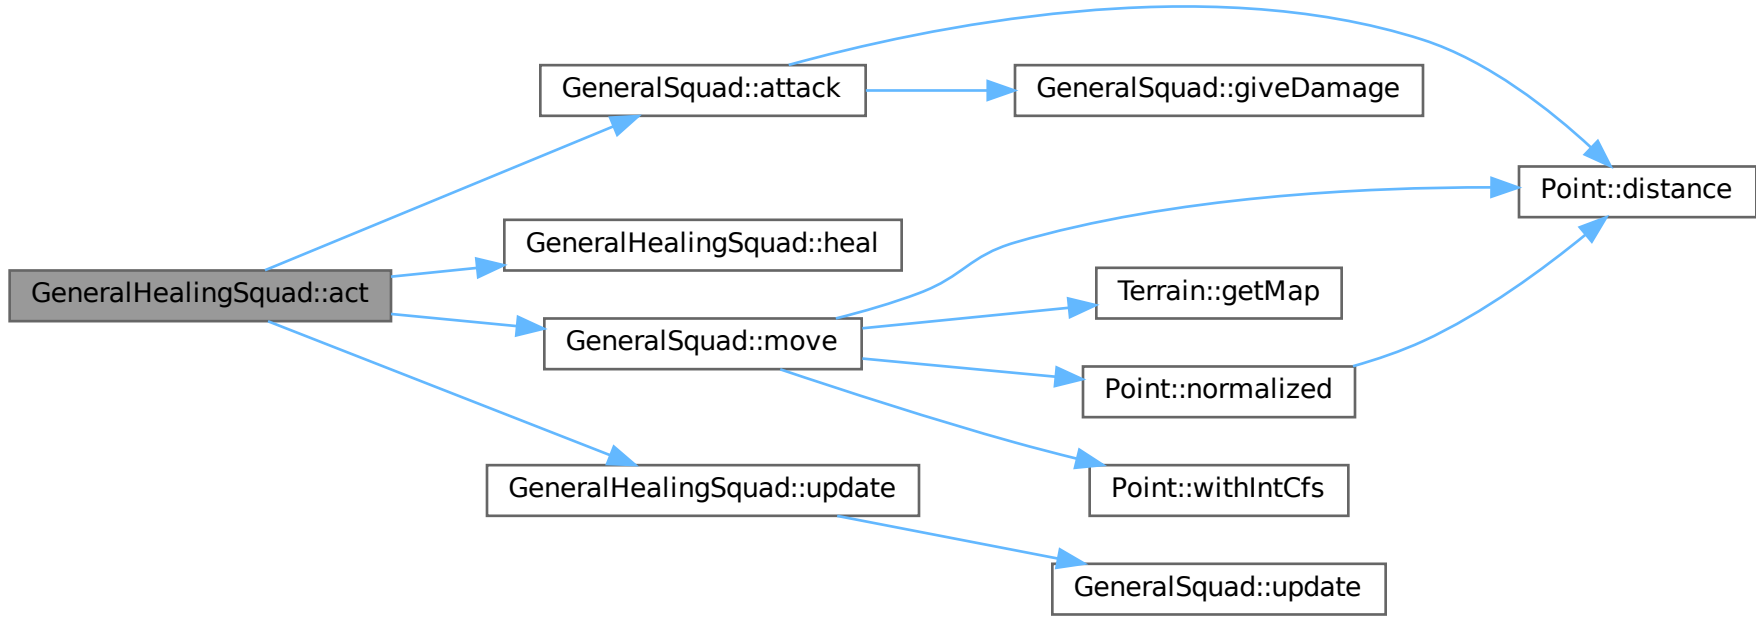 GeneralHealingSquad::act
GeneralSquad::attack
GeneralSquad::giveDamage
Point::distance
GeneralHealingSquad::heal
GeneralSquad::move
Terrain::getMap
Point::normalized
Point::withIntCfs
GeneralHealingSquad::update
GeneralSquad::update